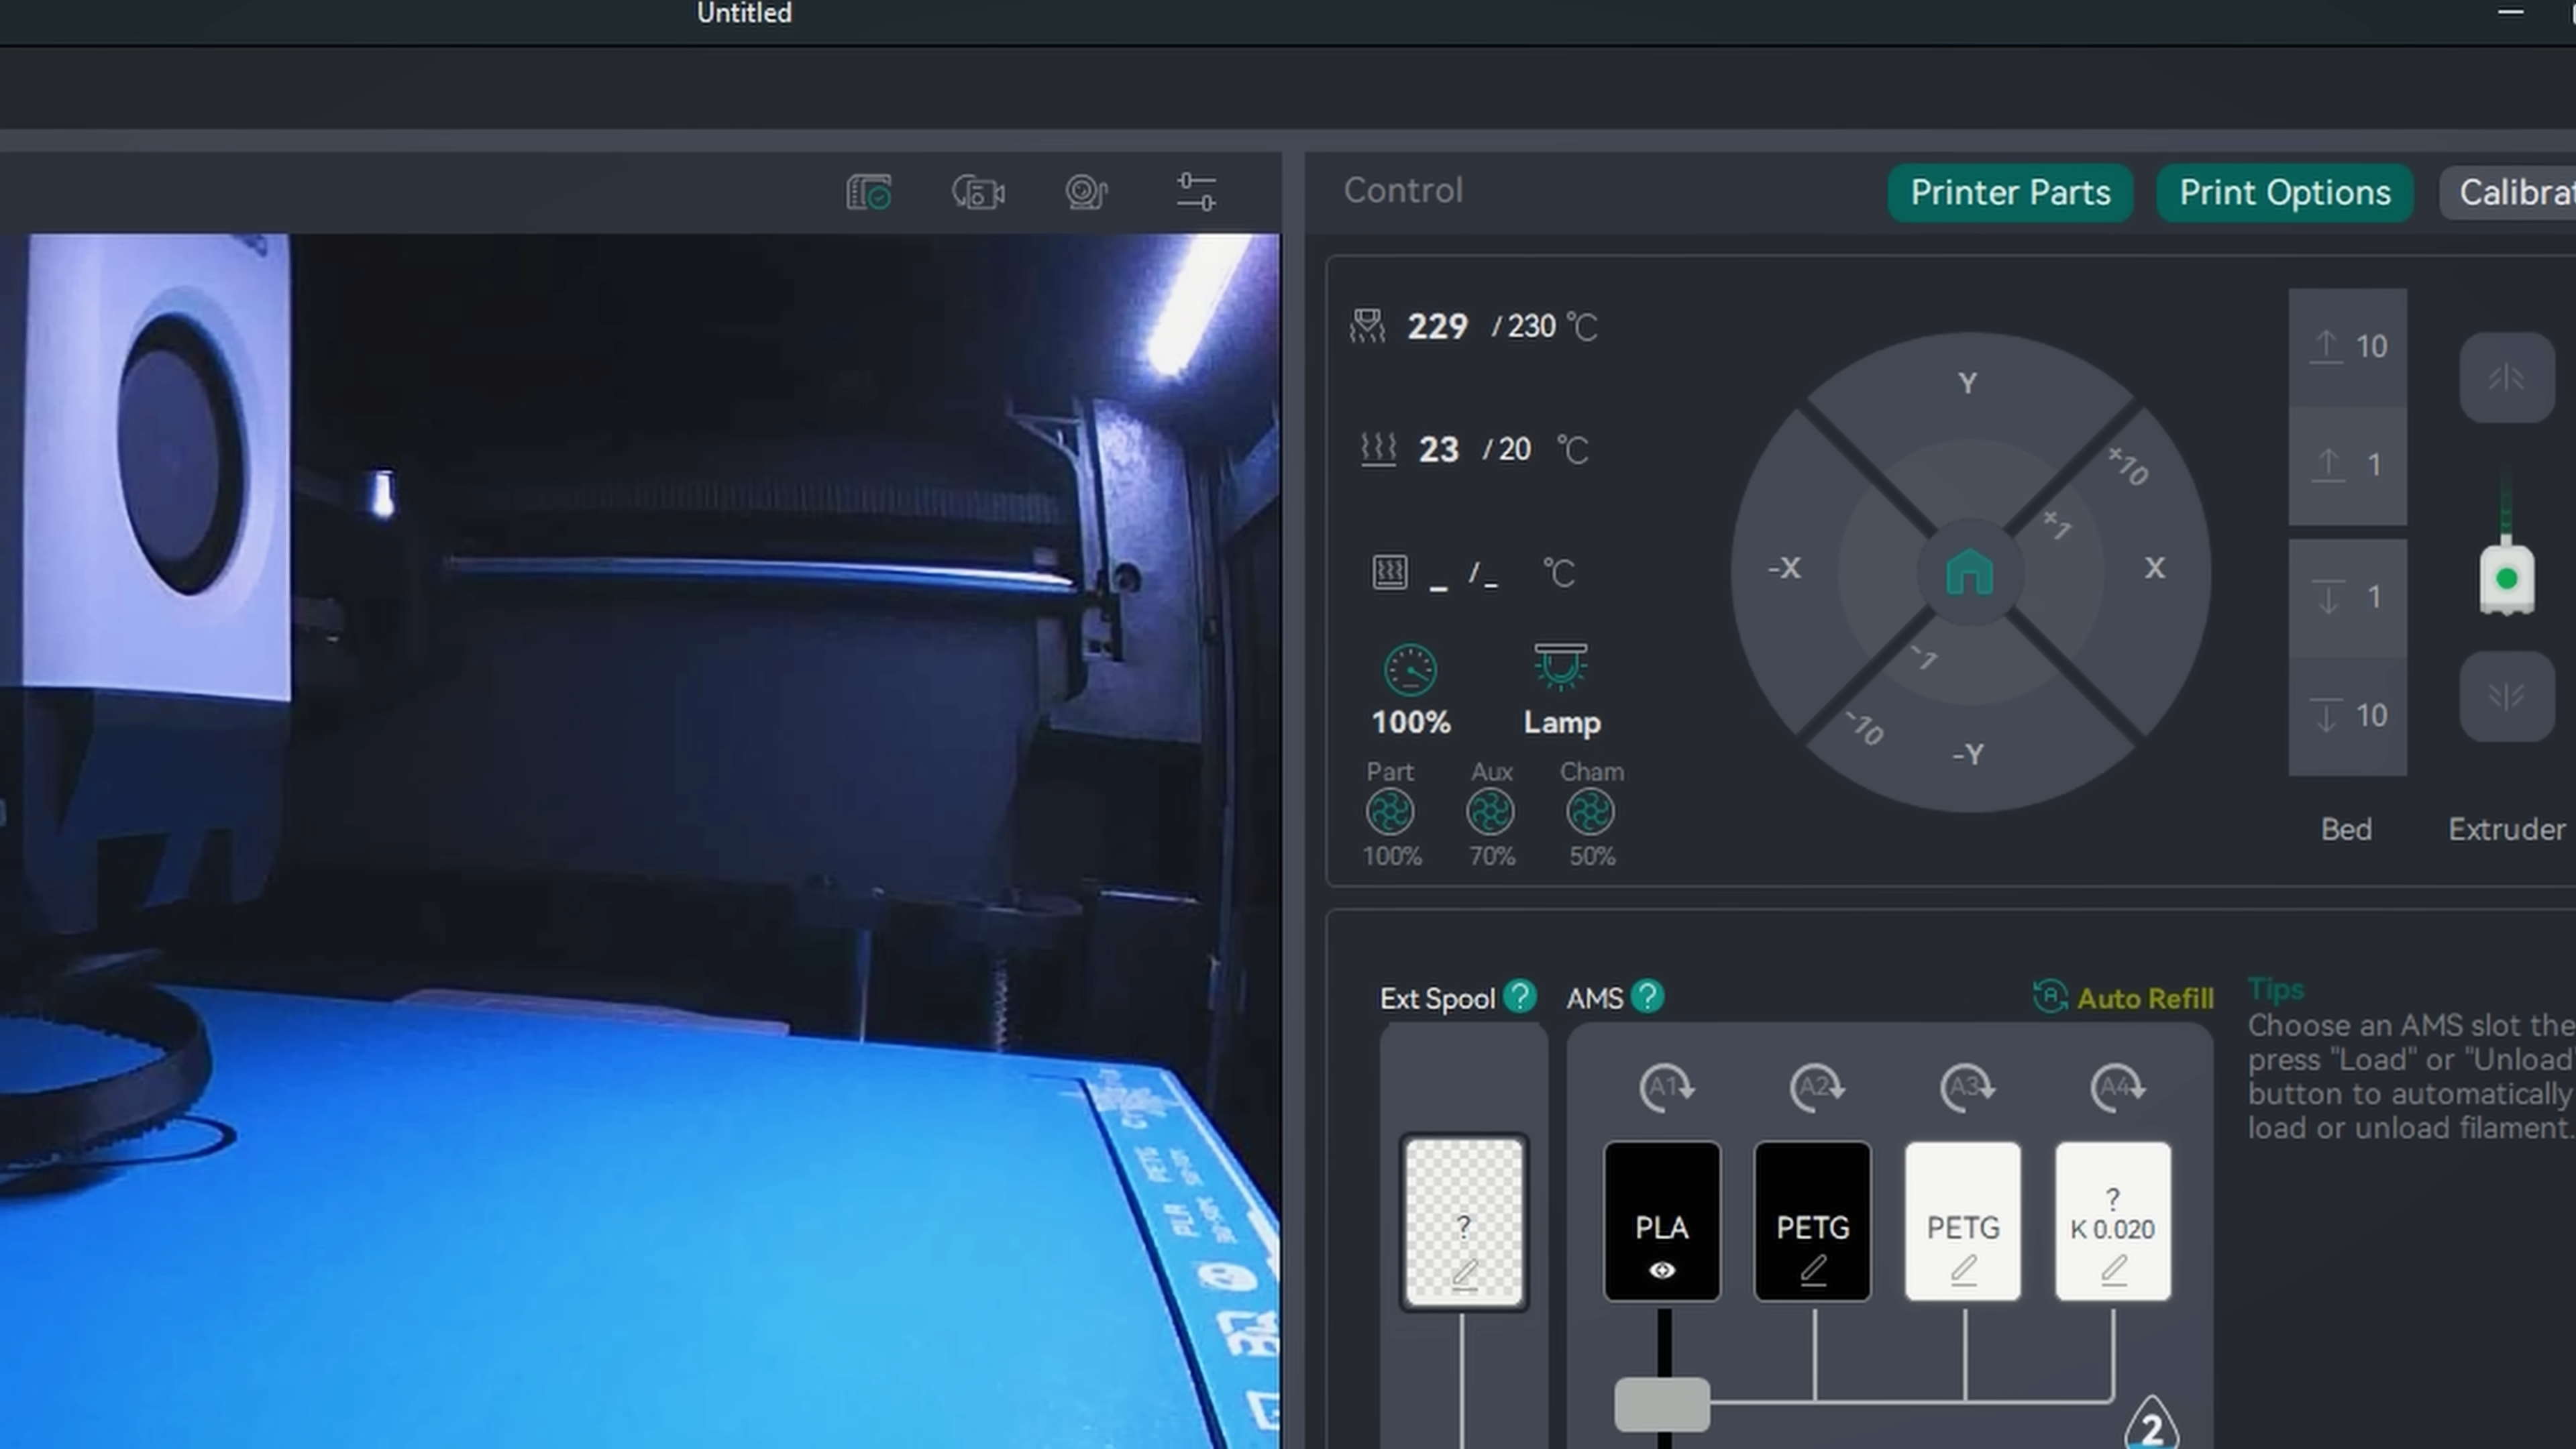 Untitled
Control
Printer Parts
Print Options
Calibrat
229 / 230 °C
23 / 20 °C
_ / _ °C
100%
Lamp
Part
Aux
Cham
100%
70%
50%
Y
-X
X
-Y
+10
+1
-1
-10
10
1
1
10
Bed
Extruder
Ext Spool ?
AMS ?
A Auto Refill
Tips
Choose an AMS slot the
press "Load" or "Unload"
button to automatically
load or unload filament.
A1
A2
A3
A4
?
PLA
PETG
PETG
?
K 0.020
2
PETG
PLA